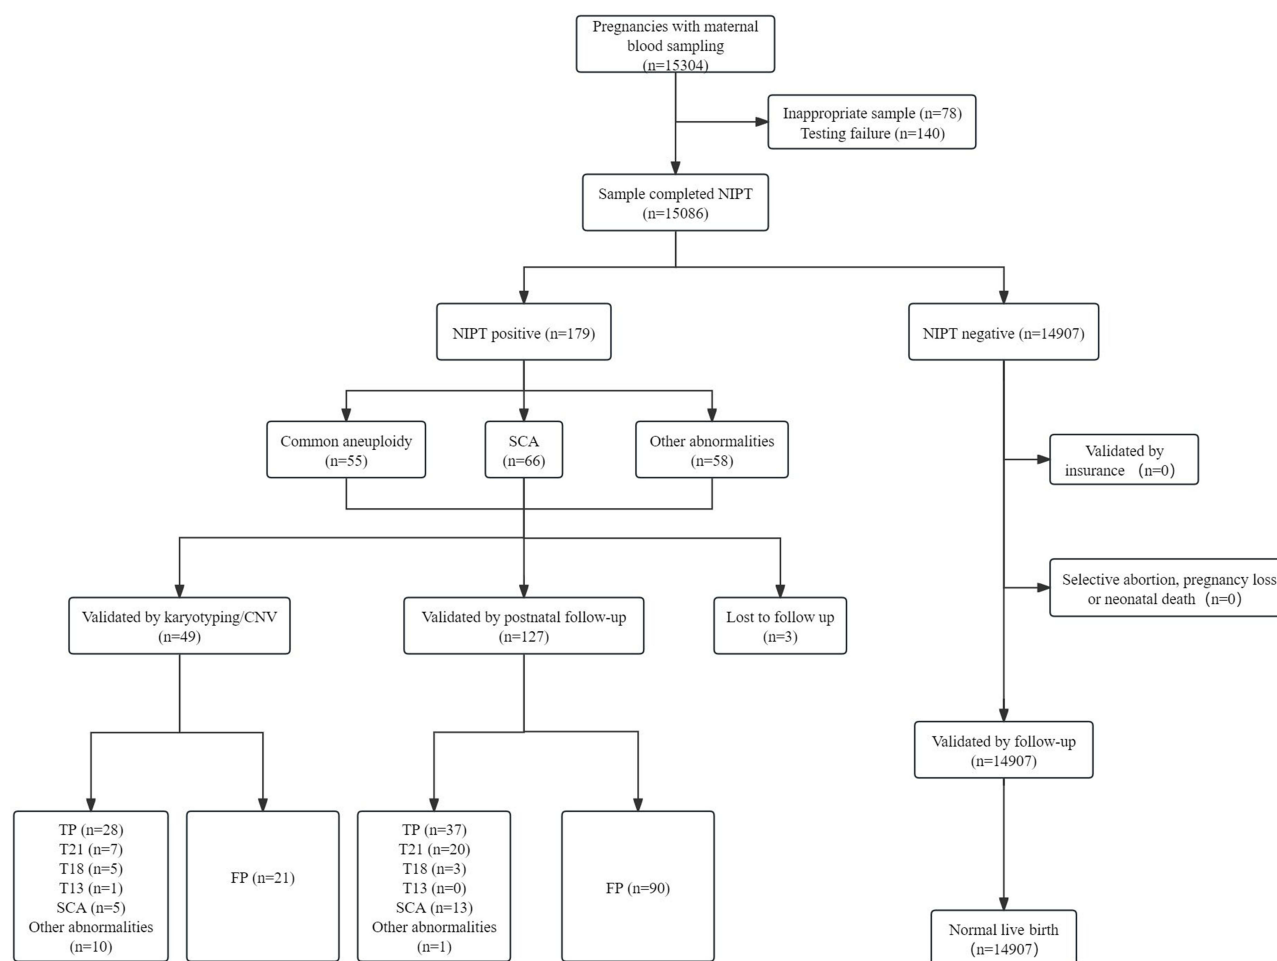 Pregnancies with maternal
blood sampling
(n=15304)
Inappropriate sample (n=78)
Testing failure (n=140)
Sample completed NIPT
(n=15086)
NIPT positive (n=179)
NIPT negative (n=14907)
Common aneuploidy
(n=55)
SCA
(n=66)
Other abnormalities
(n=58)
Validated by
insurance （n=0）
Selective abortion, pregnancy loss
or neonatal death（n=0）
Validated by karyotyping/CNV
(n=49)
Validated by postnatal follow-up
(n=127)
Lost to follow up
(n=3)
Validated by follow-up
(n=14907)
TP (n=28)
T21 (n=7)
T18 (n=5)
T13 (n=1)
SCA (n=5)
Other abnormalities
(n=10)
FP (n=21)
TP (n=37)
T21 (n=20)
T18 (n=3)
T13 (n=0)
SCA (n=13)
Other abnormalities
(n=1)
FP (n=90)
Normal live birth
（n=14907）